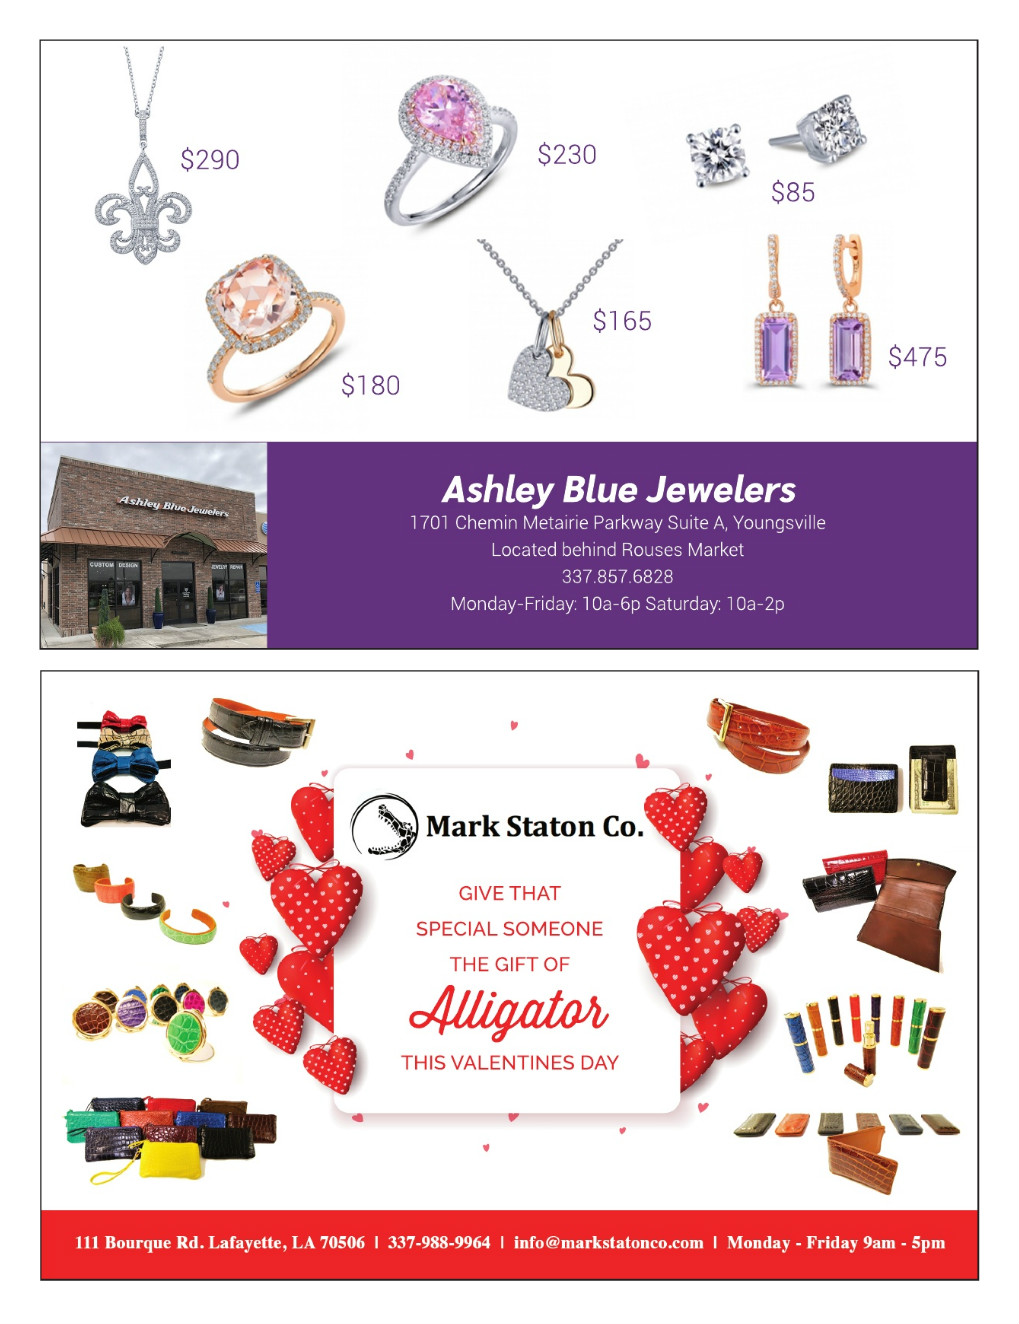 $290
$230
$85
$180
$165
$475
Ashley Blue Jewelers
CUSTOM DESIGN
Ashley Blue Jewelers
1701 Chemin Metairie Parkway Suite A, Youngsville
Located behind Rouses Market
337.857.6828
Monday-Friday: 10a-6p Saturday: 10a-2p
Mark Staton Co.
GIVE THAT
SPECIAL SOMEONE
THE GIFT OF
Alligator
THIS VALENTINES DAY
111 Bourque Rd. Lafayette, LA 70506 | 337-988-9964 | info@markstatonco.com | Monday - Friday 9am - 5pm